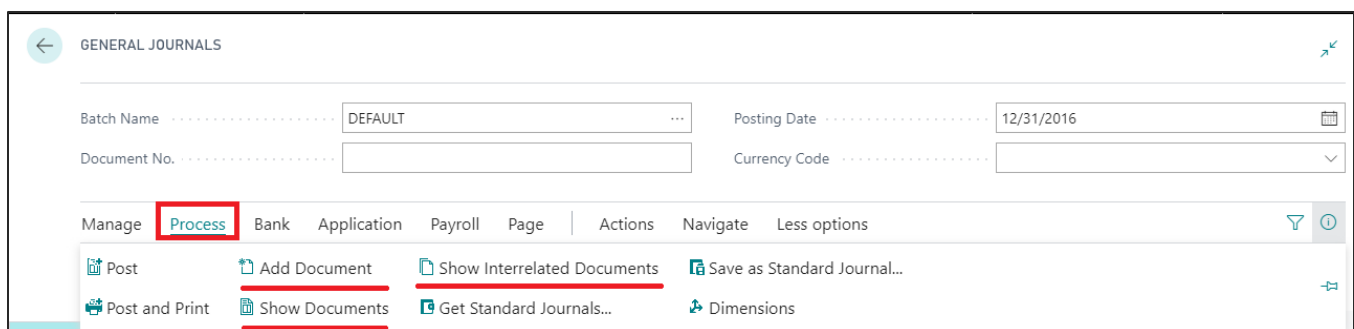 GENERAL JOURNALS
Batch Name DEFAULT ... Posting Date 12/31/2016
Document No. Currency Code
Manage Process Bank Application Payroll Page | Actions Navigate Less options
Post Add Document Show Interrelated Documents Save as Standard Journal...
Post and Print Show Documents Get Standard Journals... Dimensions